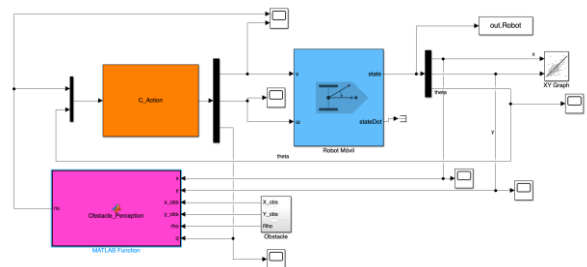 out.Robot
C_Action
v
ω
state
stateDot
Robot Móvil
x
theta
y
XY Graph
theta
nu
Obstacle_Perception
x
y
x_obs
y_obs
rho
q
X_obs
Y_obs
Rho
Obstacle
MATLAB Function